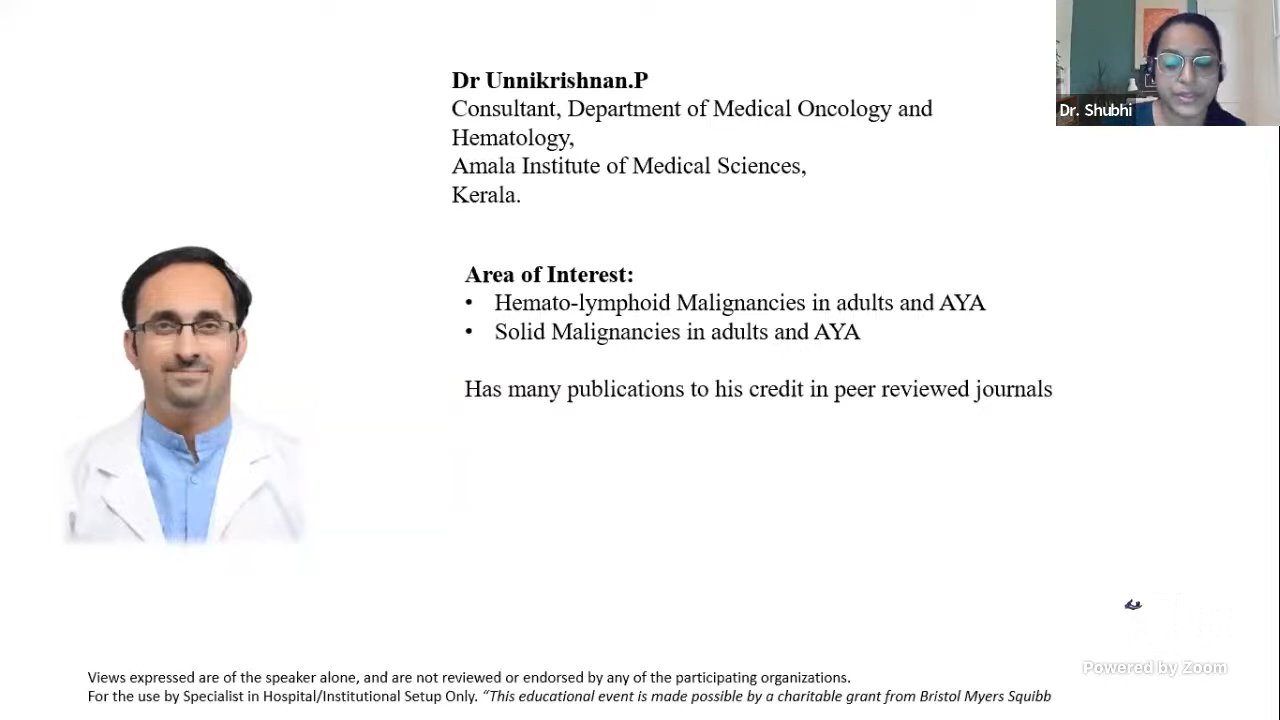 Dr Unnikrishnan.P
Consultant, Department of Medical Oncology and
Hematology,
Amala Institute of Medical Sciences,
Kerala.
Dr. Shubhi
Area of Interest:
• Hemato-lymphoid Malignancies in adults and AYA
• Solid Malignancies in adults and AYA
Has many publications to his credit in peer reviewed journals
Powered by Zoom
Views expressed are of the speaker alone, and are not reviewed or endorsed by any of the participating organizations.
For the use by Specialist in Hospital/Institutional Setup Only. “This educational event is made possible by a charitable grant from Bristol Myers Squibb